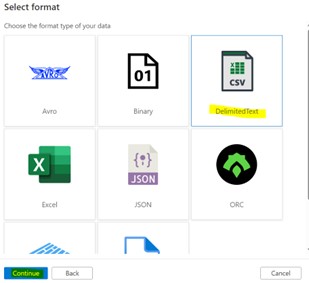 Select format
Choose the format type of your data
AVRO
01
CSV
Avro
Binary
DelimitedText
X
JSON
Excel
JSON
ORC
Continue
Back
Cancel